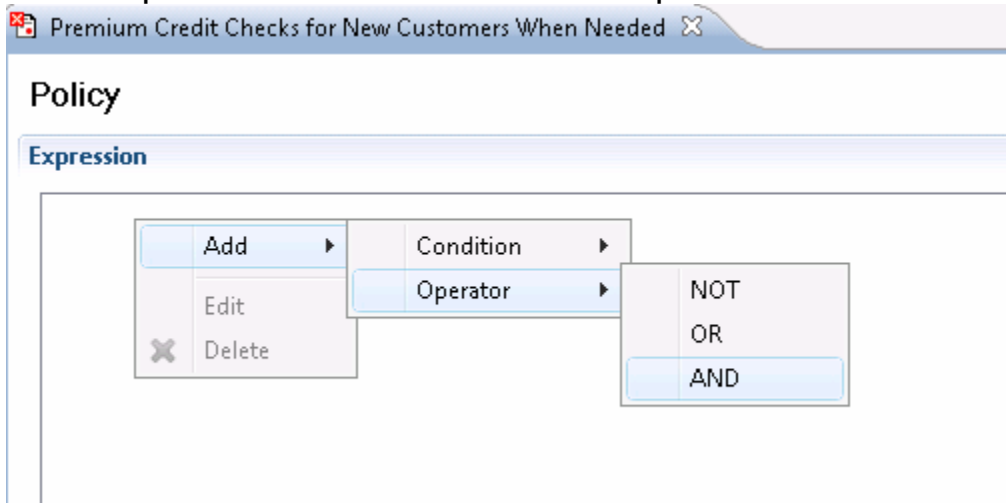 Premium Credit Checks for New Customers When Needed
Policy
Expression
Add Condition
Operator NOT
Edit
OR
Delete
AND